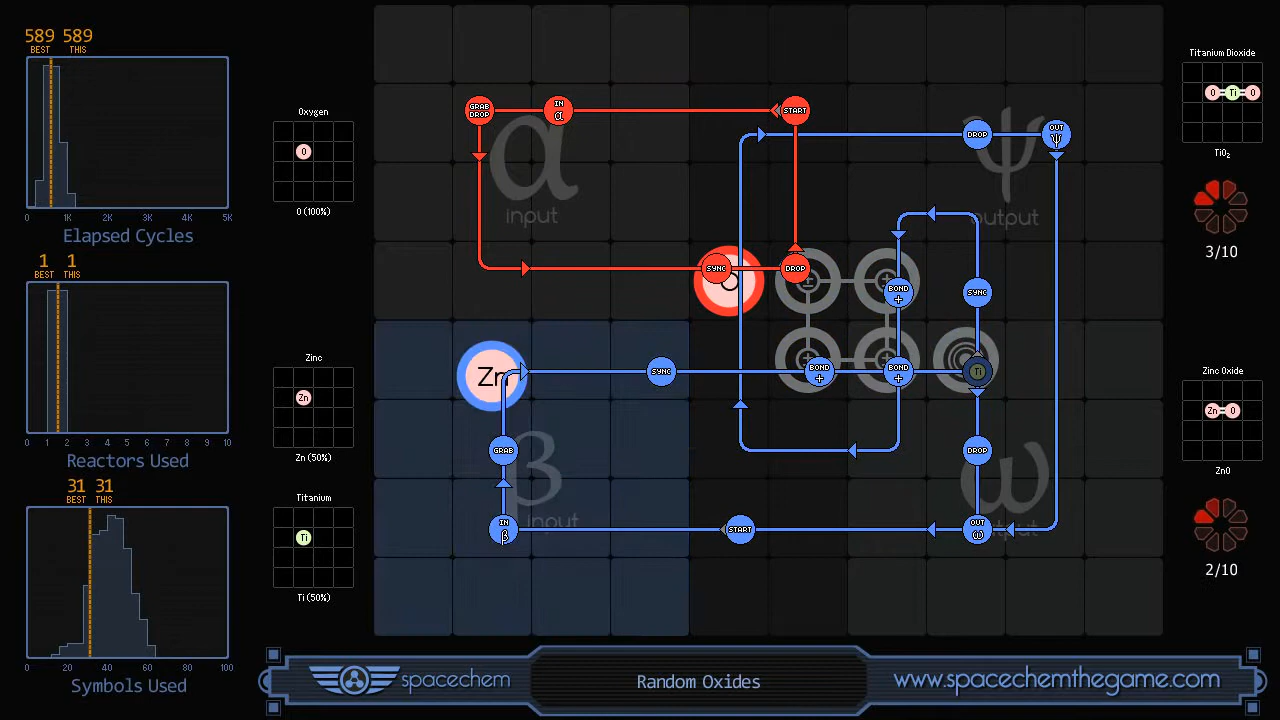 589 589
BEST THIS
0 1K 2K 3K 4K 5K
Elapsed Cycles
1 1
BEST THIS
0 1 2 3 4 5 6 7 8 9 10
Reactors Used
31 31
BEST THIS
0 20 40 60 80 100
Symbols Used
Oxygen
O
O (100%)
Zinc
Zn
Zn (50%)
Titanium
Ti
Ti (50%)
GRAB
DROP
IN
α
START
α
input
DROP
OUT
ψ
ψ
output
SYNC
DROP
O
BOND
+
SYNC
Zn
SYNC
BOND
+
BOND
+
Ti
GRAB
β
input
DROP
ω
output
IN
β
START
OUT
ω
Titanium Dioxide
O Ti O
TiO₂
3/10
Zinc Oxide
Zn O
ZnO
2/10
spacechem
Random Oxides
www.spacechemthegame.com